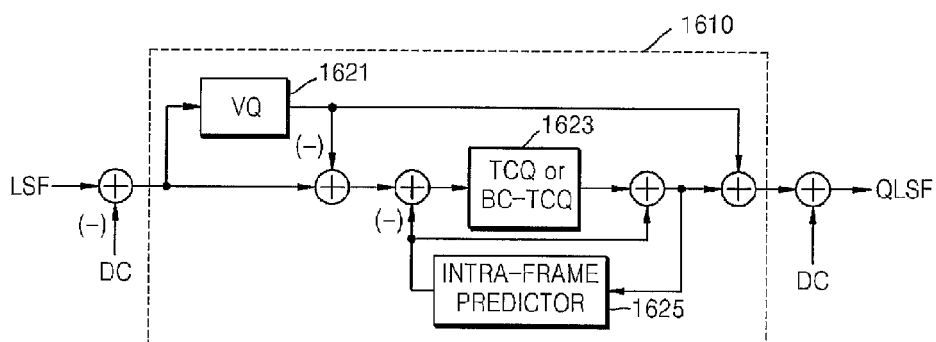 1610
1621
VQ
1623
(-)
TCQ or
BC-TCQ
LSF
QLSF
(-)
(-)
DC
INTRA-FRAME
PREDICTOR
1625
DC